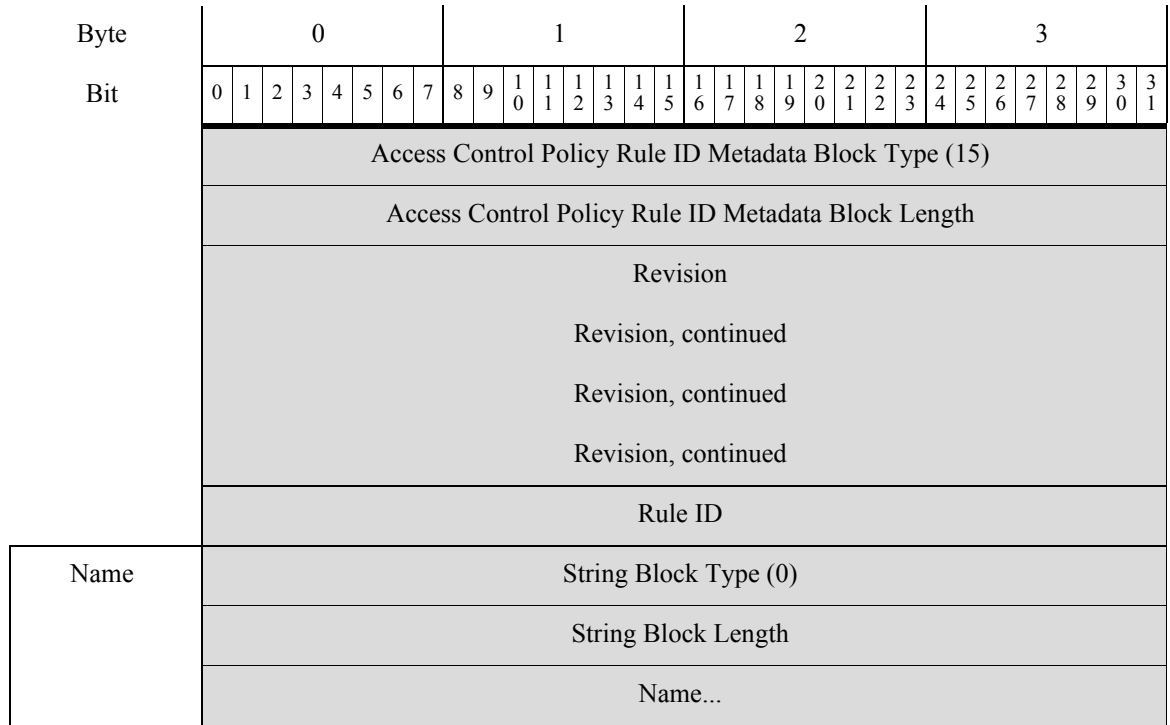 Byte 0 1 2 3
Bit 0 1 2 3 4 5 6 7 8 9 10 11 12 13 14 15 16 17 18 19 20 21 22 23 24 25 26 27 28 29 30 31
Access Control Policy Rule ID Metadata Block Type (15)
Access Control Policy Rule ID Metadata Block Length
Revision
Revision, continued
Revision, continued
Revision, continued
Rule ID
Name String Block Type (0)
String Block Length
Name...